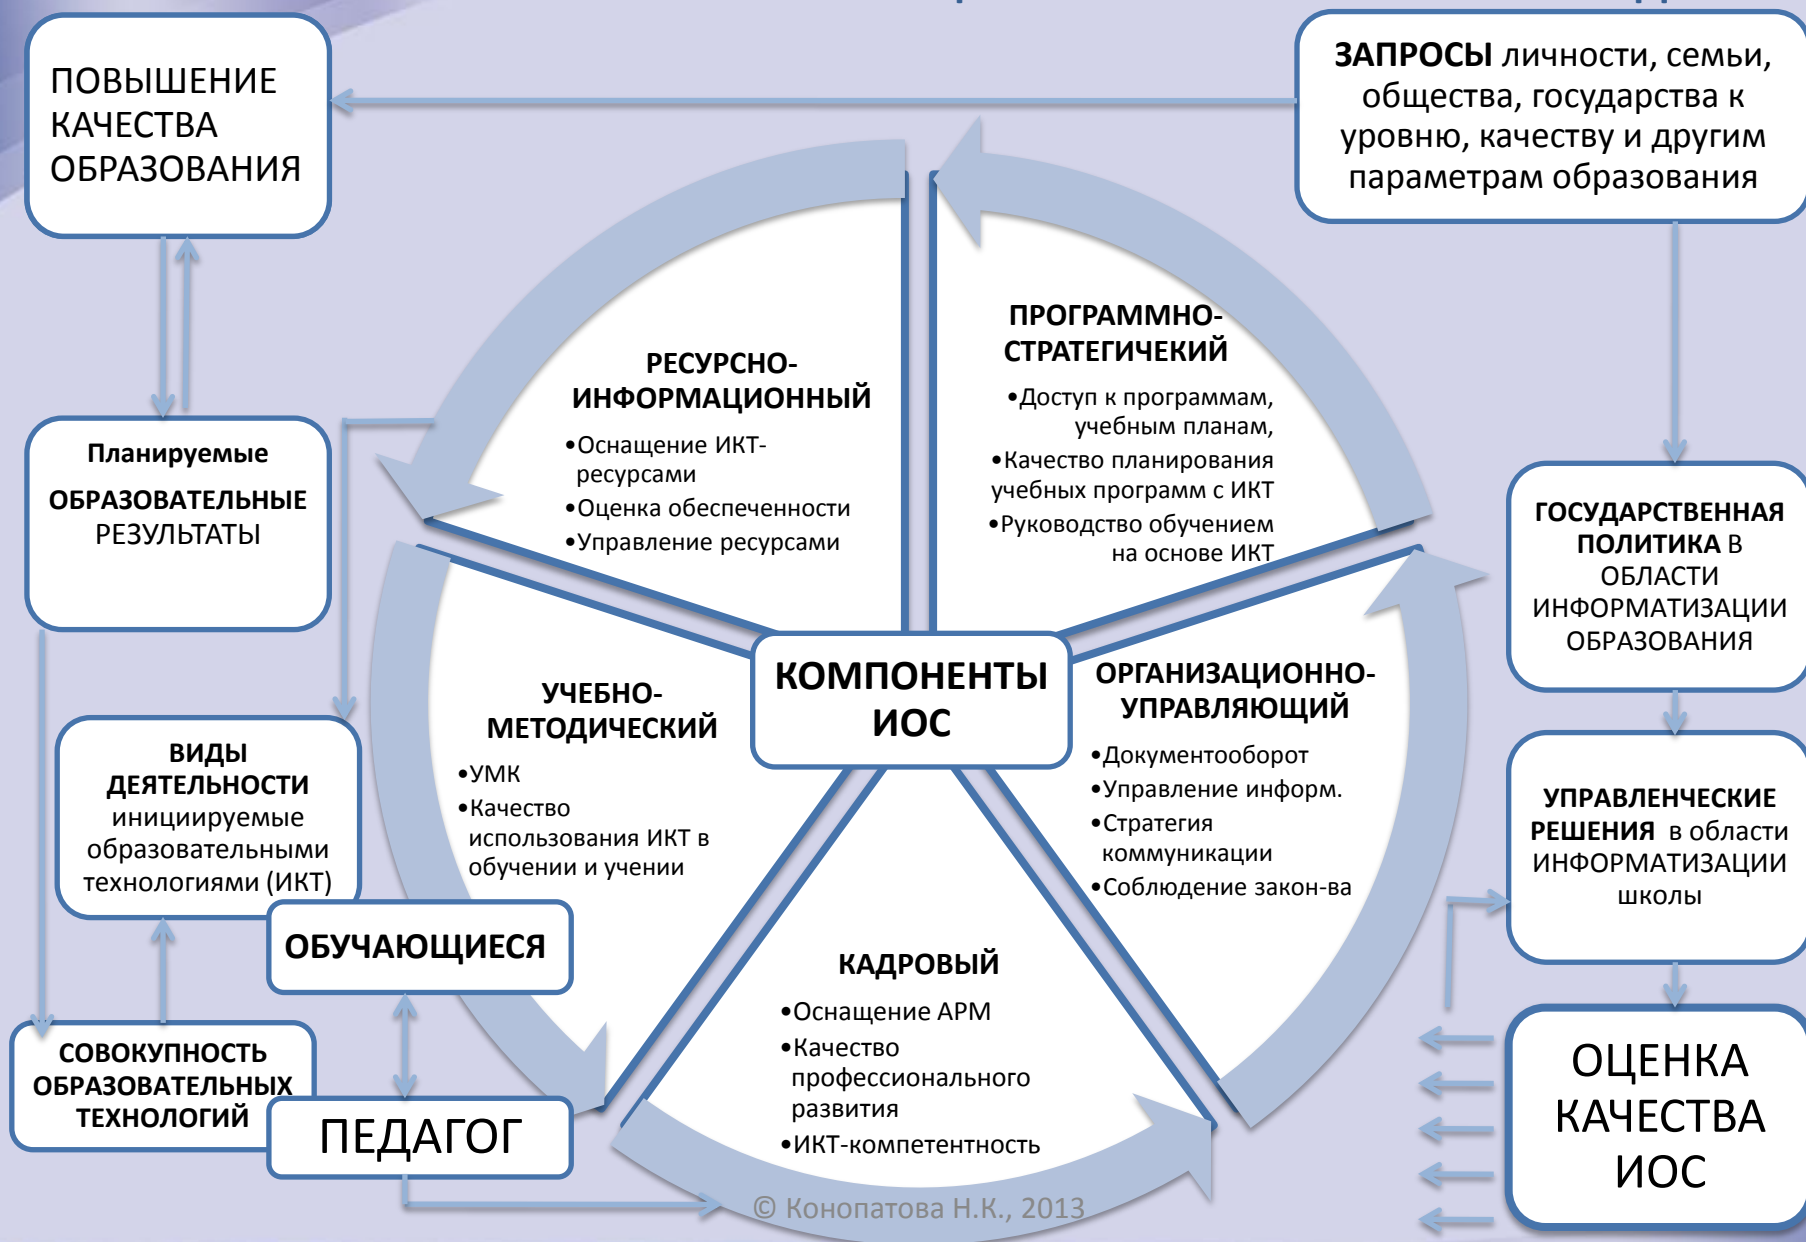 ПОВЫШЕНИЕ
КАЧЕСТВА
ОБРАЗОВАНИЯ
ЗАПРОСЫ личности, семьи,
общества, государства к
уровню, качеству и другим
параметрам образования
ПРОГРАММНО-
СТРАТЕГИЧЕКИЙ
•Доступ к программам,
учебным планам,
•Качество планирования
учебных программ с ИКТ
•Руководство обучением
на основе ИКТ
РЕСУРСНО-
ИНФОРМАЦИОННЫЙ
•Оснащение ИКТ-
ресурсами
•Оценка обеспеченности
•Управление ресурсами
Планируемые
ОБРАЗОВАТЕЛЬНЫЕ
РЕЗУЛЬТАТЫ
ГОСУДАРСТВЕННАЯ
ПОЛИТИКА В
ОБЛАСТИ
ИНФОРМАТИЗАЦИИ
ОБРАЗОВАНИЯ
КОМПОНЕНТЫ
ИОС
УЧЕБНО-
МЕТОДИЧЕСКИЙ
•УМК
•Качество
использования ИКТ в
обучении и учении
ОРГАНИЗАЦИОННО-
УПРАВЛЯЮЩИЙ
•Документооборот
•Управление информ.
•Стратегия
коммуникации
•Соблюдение закон-ва
ВИДЫ
ДЕЯТЕЛЬНОСТИ
инициируемые
образовательными
технологиями (ИКТ)
УПРАВЛЕНЧЕСКИЕ
РЕШЕНИЯ в области
ИНФОРМАТИЗАЦИИ
школы
ОБУЧАЮЩИЕСЯ
КАДРОВЫЙ
•Оснащение АРМ
•Качество
профессионального
развития
•ИКТ-компетентность
СОВОКУПНОСТЬ
ОБРАЗОВАТЕЛЬНЫХ
ТЕХНОЛОГИЙ
ПЕДАГОГ
ОЦЕНКА
КАЧЕСТВА
ИОС
© Конопатова Н.К., 2013